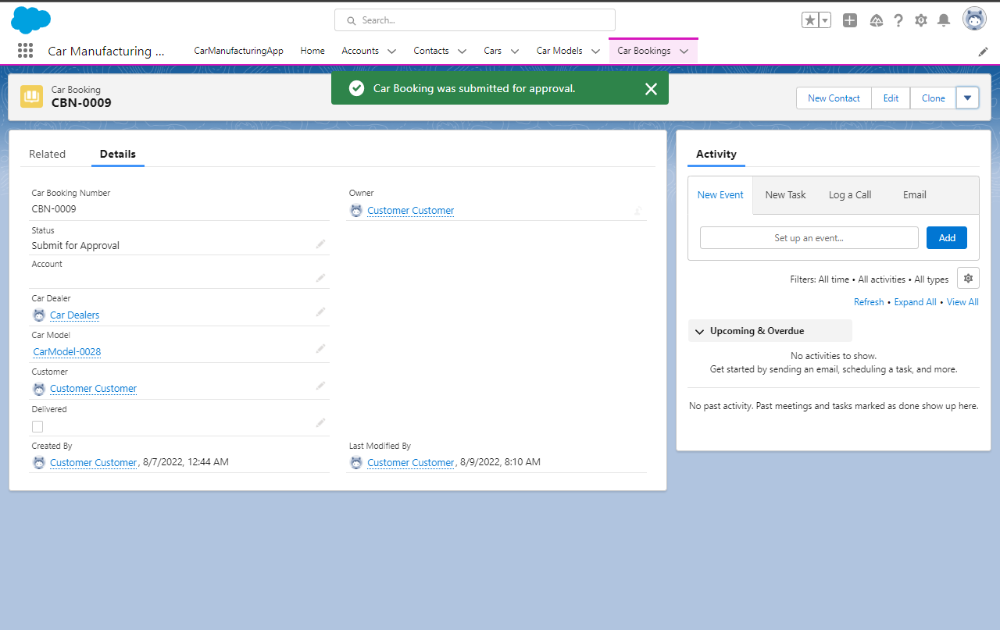 Search...
Car Manufacturing ...
CarManufacturingApp Home Accounts Contacts Cars Car Models Car Bookings
Car Booking was submitted for approval.
Car Booking
CBN-0009
New Contact Edit Clone
Related Details
Car Booking Number
CBN-0009
Owner
Customer Customer
Status
Submit for Approval
Account
Car Dealer
Car Dealers
Car Model
CarModel-0028
Customer
Customer Customer
Delivered
Created By
Customer Customer, 8/7/2022, 12:44 AM
Last Modified By
Customer Customer, 8/9/2022, 8:10 AM
Activity
New Event New Task Log a Call Email
Set up an event... Add
Filters: All time • All activities • All types
Refresh • Expand All • View All
Upcoming & Overdue
No activities to show.
Get started by sending an email, scheduling a task, and more.
No past activity. Past meetings and tasks marked as done show up here.